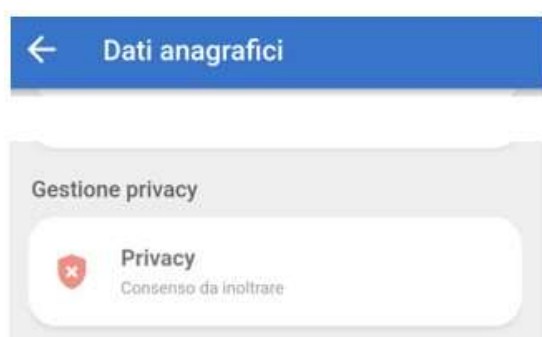 Dati anagrafici
Gestione privacy
Privacy
Consenso da inoltrare